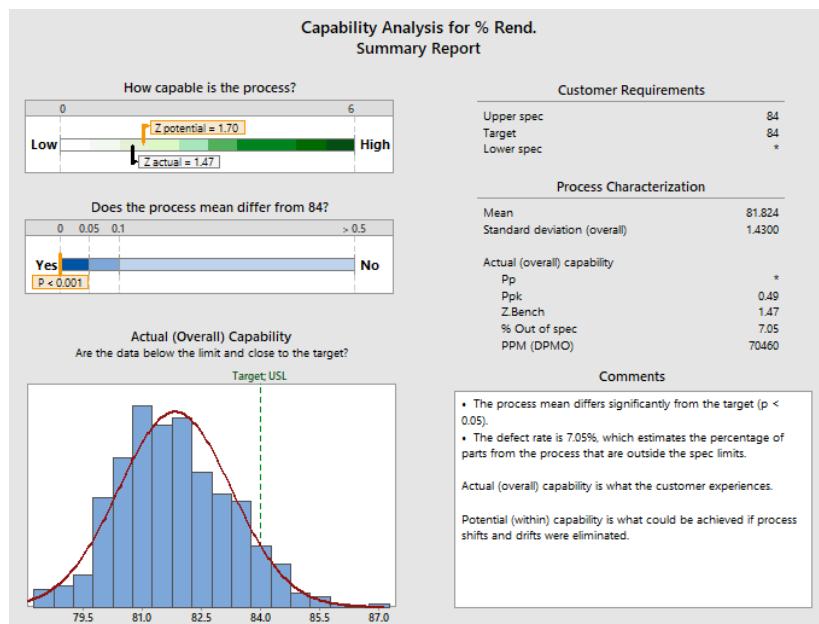 Capability Analysis for % Rend.
Summary Report
How capable is the process?
0 6
Low High
Z potential = 1.70
Z actual = 1.47
Does the process mean differ from 84?
0 0.05 0.1 > 0.5
Yes No
P < 0.001
Actual (Overall) Capability
Are the data below the limit and close to the target?
Target; USL
79.5 81.0 82.5 84.0 85.5 87.0
Customer Requirements
Upper spec 84
Target 84
Lower spec *
Process Characterization
Mean 81.824
Standard deviation (overall) 1.4300
Actual (overall) capability
Pp *
Ppk 0.49
Z.Bench 1.47
% Out of spec 7.05
PPM (DPMO) 70460
Comments
• The process mean differs significantly from the target (p <
0.05).
• The defect rate is 7.05%, which estimates the percentage of
parts from the process that are outside the spec limits.
Actual (overall) capability is what the customer experiences.
Potential (within) capability is what could be achieved if process
shifts and drifts were eliminated.